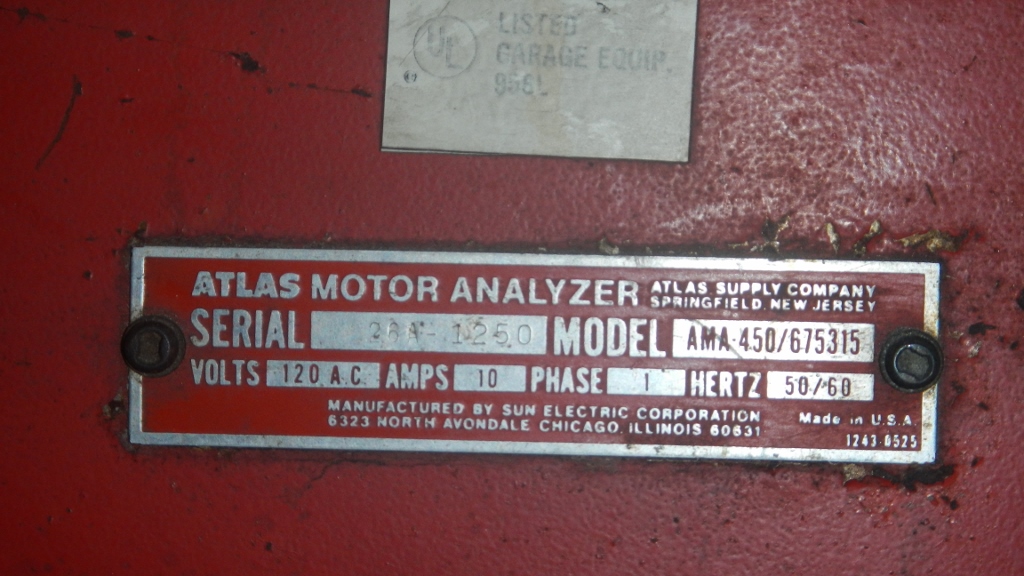 UL LISTED
GARAGE EQUIP.
956L
ATLAS MOTOR ANALYZER ATLAS SUPPLY COMPANY
SPRINGFIELD, NEW JERSEY
SERIAL 1250 MODEL AMA-450/675315
VOLTS 120 A.C. AMPS 10 PHASE 1 HERTZ 50/60
MANUFACTURED BY SUN ELECTRIC CORPORATION
6323 NORTH AVONDALE CHICAGO, ILLINOIS 60631
Made in U.S.A.
1243-0525